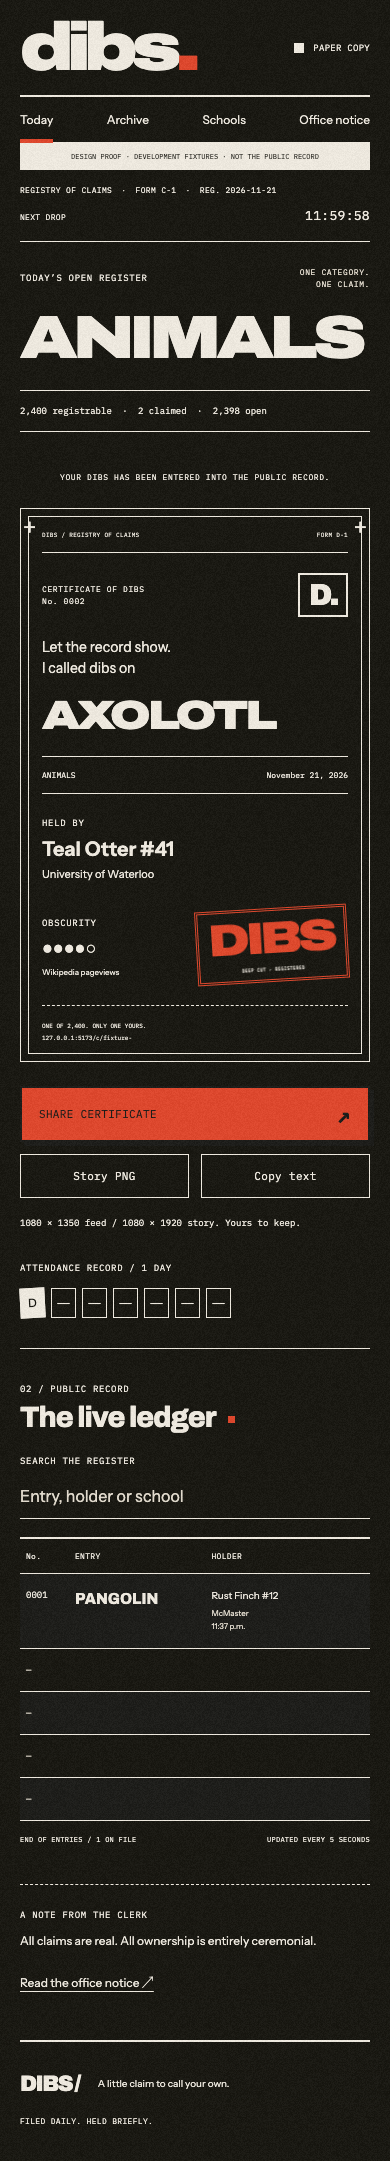 dibs.
PAPER COPY
Today Archive Schools Office notice
DESIGN PROOF · DEVELOPMENT FIXTURES · NOT THE PUBLIC RECORD
REGISTRY OF CLAIMS · FORM C-1 · REG. 2026-11-21
NEXT DROP 11:59:58
TODAY'S OPEN REGISTER
ONE CATEGORY.
ONE CLAIM.
ANIMALS
2,400 registrable · 2 claimed · 2,398 open
YOUR DIBS HAS BEEN ENTERED INTO THE PUBLIC RECORD.
DIBS / REGISTRY OF CLAIMS FORM D-1
CERTIFICATE OF DIBS
No. 0002
D.
Let the record show.
I called dibs on
AXOLOTL
ANIMALS November 21, 2026
HELD BY
Teal Otter #41
University of Waterloo
OBSCURITY
Wikipedia pageviews
DIBS
DEEP CUT · REGISTERED
ONE OF 2,400. ONLY ONE YOURS.
127.0.0.1:5173/c/fixture-
SHARE CERTIFICATE ↗
Story PNG Copy text
1080 × 1350 feed / 1080 × 1920 story. Yours to keep.
ATTENDANCE RECORD / 1 DAY
D — — — — — —
02 / PUBLIC RECORD
The live ledger
SEARCH THE REGISTER
Entry, holder or school
No. ENTRY HOLDER
0001 PANGOLIN Rust Finch #12
McMaster
11:37 p.m.
—
—
—
—
END OF ENTRIES / 1 ON FILE UPDATED EVERY 5 SECONDS
A NOTE FROM THE CLERK
All claims are real. All ownership is entirely ceremonial.
Read the office notice ↗
DIBS/ A little claim to call your own.
FILED DAILY. HELD BRIEFLY.